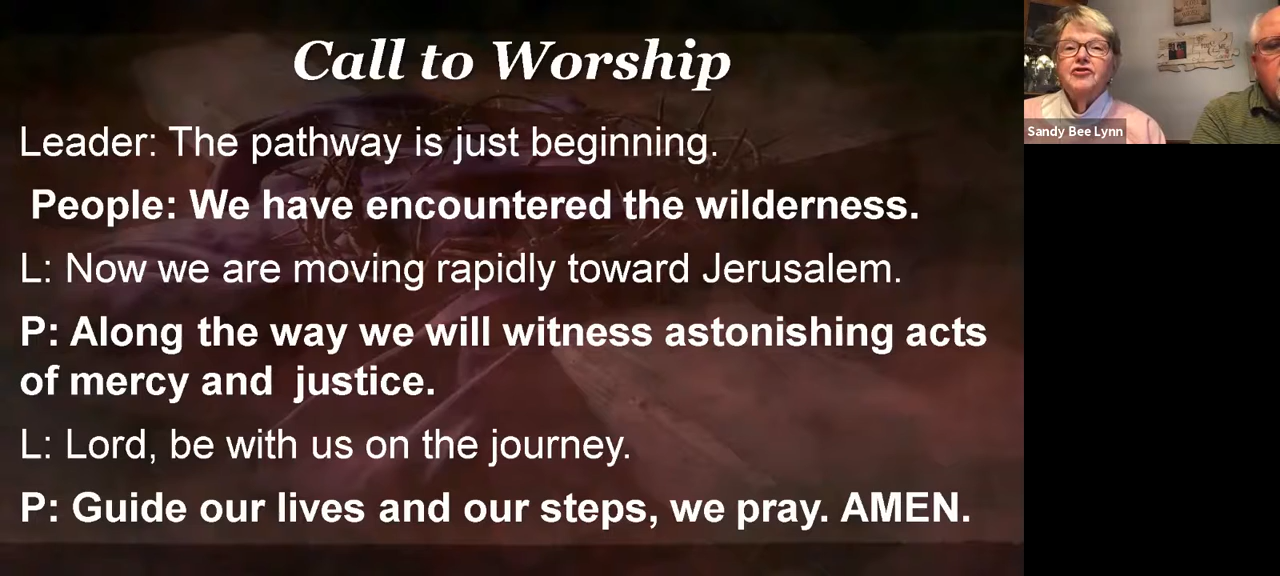 Call to Worship
Leader: The pathway is just beginning.
People: We have encountered the wilderness.
L: Now we are moving rapidly toward Jerusalem.
P: Along the way we will witness astonishing acts
of mercy and  justice.
L: Lord, be with us on the journey.
P: Guide our lives and our steps, we pray. AMEN.
Sandy Bee Lynn